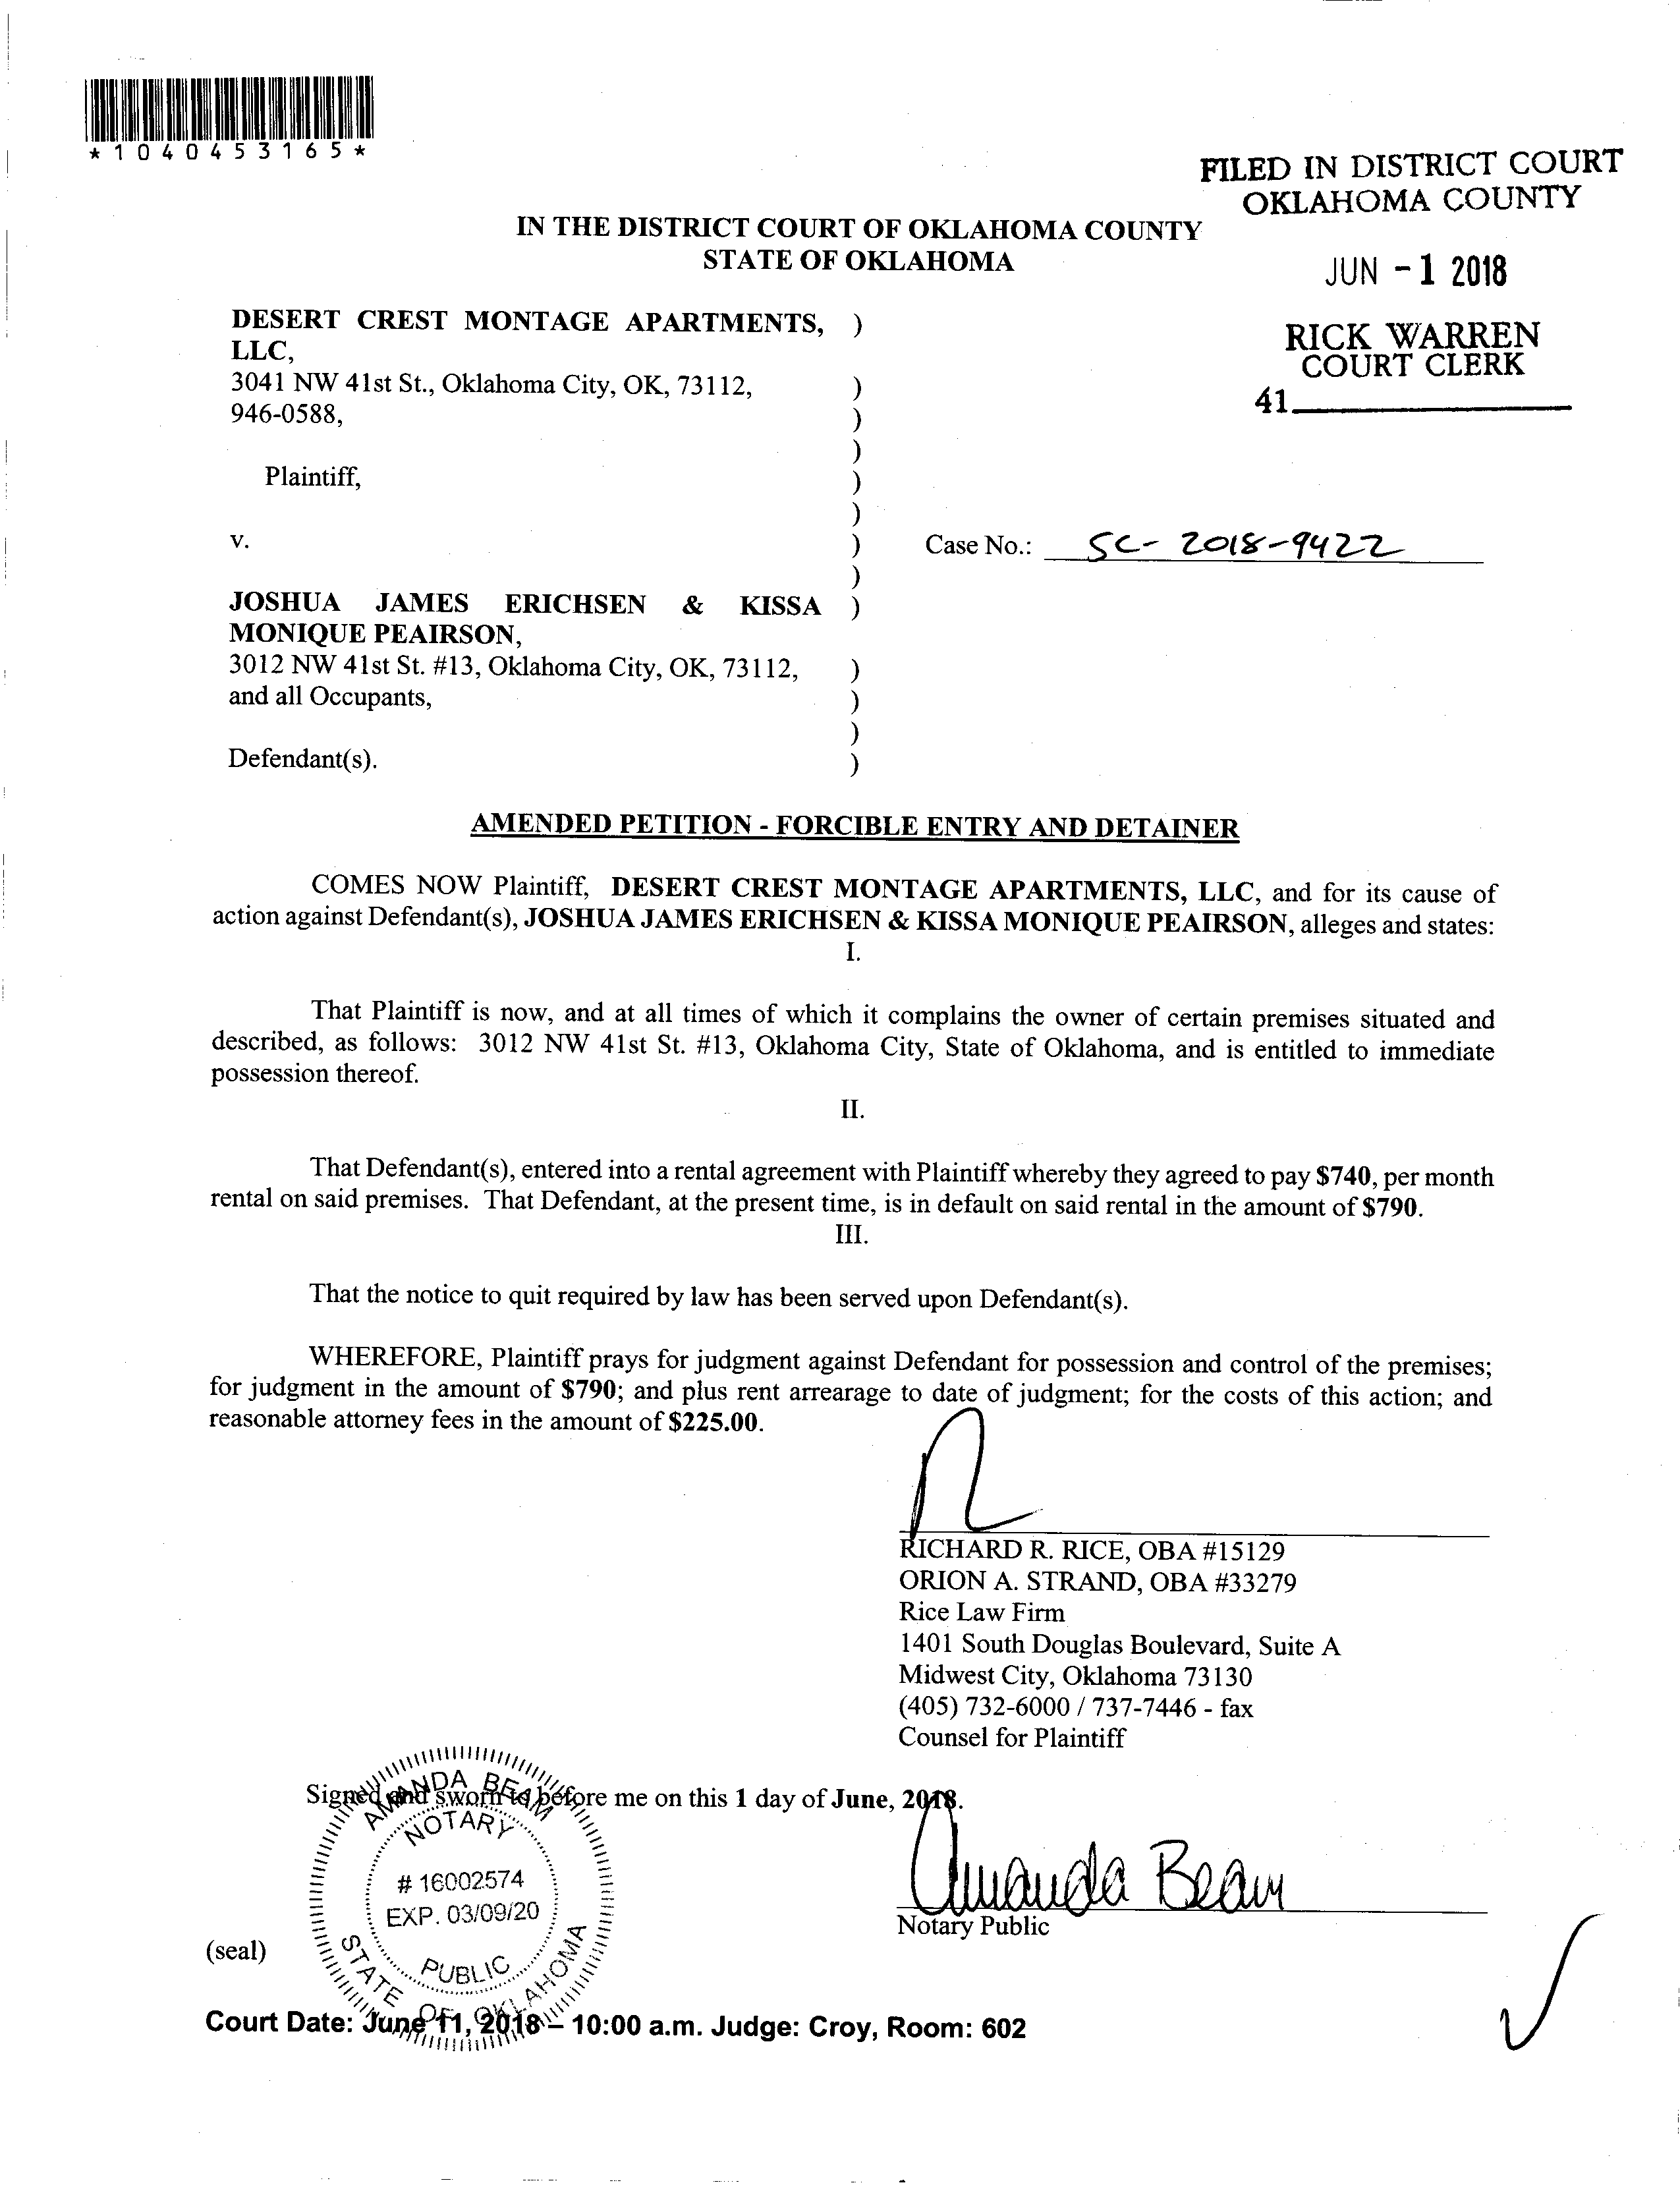 *1040453165*
FILED IN DISTRICT COURT
OKLAHOMA COUNTY
JUN - 1 2018
RICK WARREN
COURT CLERK
41
IN THE DISTRICT COURT OF OKLAHOMA COUNTY
STATE OF OKLAHOMA
DESERT CREST MONTAGE APARTMENTS, )
LLC,
3041 NW 41st St., Oklahoma City, OK, 73112, )
946-0588, )
)
Plaintiff, )
)
v. ) Case No.: SC-2018-9422
)
JOSHUA JAMES ERICHSEN & KISSA )
MONIQUE PEAIRSON,
3012 NW 41st St. #13, Oklahoma City, OK, 73112, )
and all Occupants, )
)
Defendant(s). )
AMENDED PETITION - FORCIBLE ENTRY AND DETAINER
COMES NOW Plaintiff, DESERT CREST MONTAGE APARTMENTS, LLC, and for its cause of
action against Defendant(s), JOSHUA JAMES ERICHSEN & KISSA MONIQUE PEAIRSON, alleges and states:
I.
That Plaintiff is now, and at all times of which it complains the owner of certain premises situated and
described, as follows: 3012 NW 41st St. #13, Oklahoma City, State of Oklahoma, and is entitled to immediate
possession thereof.
II.
That Defendant(s), entered into a rental agreement with Plaintiff whereby they agreed to pay $740, per month
rental on said premises. That Defendant, at the present time, is in default on said rental in the amount of $790.
III.
That the notice to quit required by law has been served upon Defendant(s).
WHEREFORE, Plaintiff prays for judgment against Defendant for possession and control of the premises;
for judgment in the amount of $790; and plus rent arrearage to date of judgment; for the costs of this action; and
reasonable attorney fees in the amount of $225.00.
RICHARD R. RICE, OBA #15129
ORION A. STRAND, OBA #33279
Rice Law Firm
1401 South Douglas Boulevard, Suite A
Midwest City, Oklahoma 73130
(405) 732-6000 / 737-7446 - fax
Counsel for Plaintiff
Signed and sworn to before me on this 1 day of June, 2018.
AMANDA BEAM
NOTARY
# 16002574
EXP. 03/09/20
PUBLIC
STATE OF OKLAHOMA
Amanda Beam
Notary Public
(seal)
Court Date: June 11, 2018 – 10:00 a.m. Judge: Croy, Room: 602